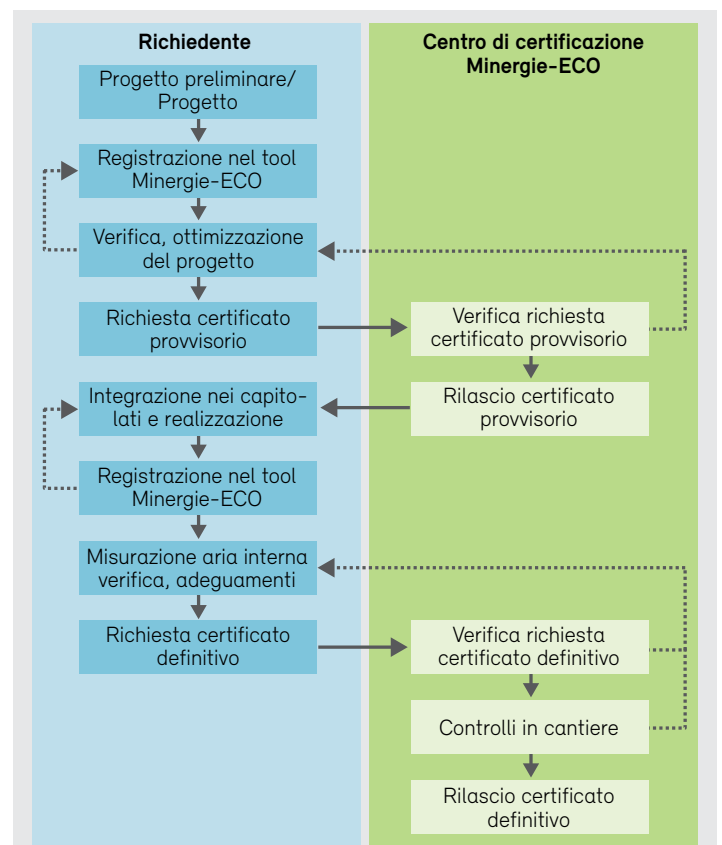 Richiedente
Centro di certificazione
Minergie-ECO
Progetto preliminare/
Progetto
Registrazione nel tool
Minergie-ECO
Verifica, ottimizzazione
del progetto
Richiesta certificato
provvisorio
Verifica richiesta
certificato provvisorio
Rilascio certificato
provvisorio
Integrazione nei capito-
lati e realizzazione
Registrazione nel tool
Minergie-ECO
Misurazione aria interna
verifica, adeguamenti
Richiesta certificato
definitivo
Verifica richiesta
certificato definitivo
Controlli in cantiere
Rilascio certificato
definitivo